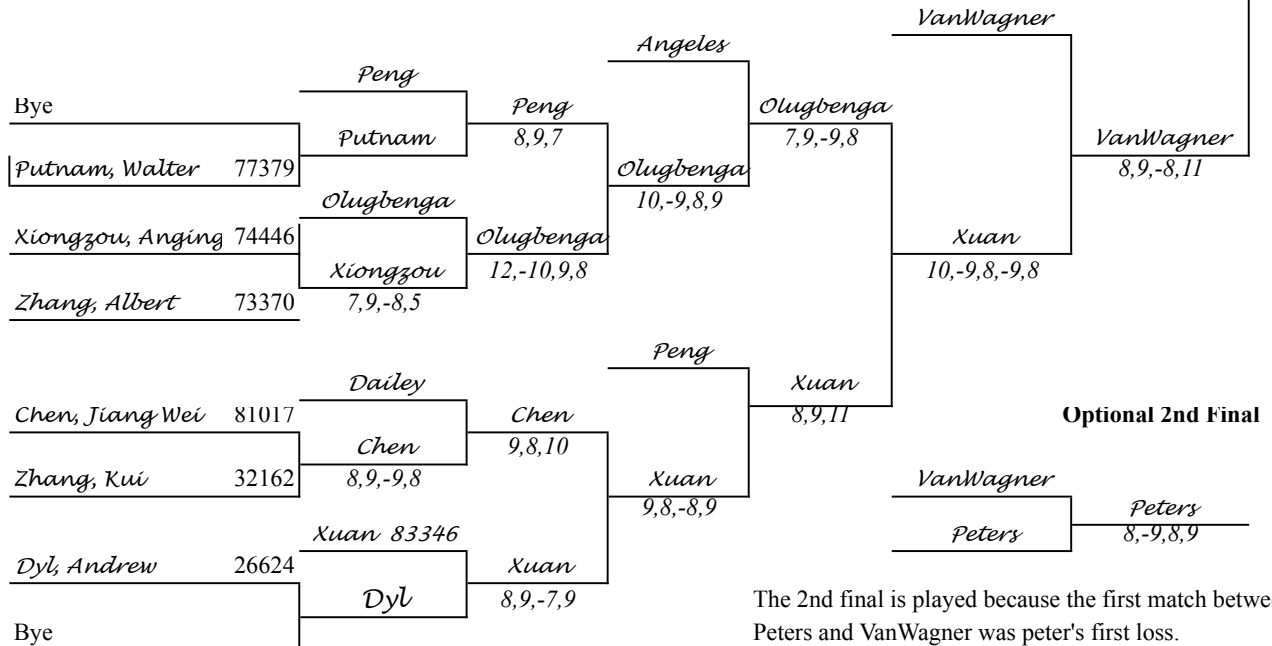 VanWagner
Angeles
Peng
Bye
Peng
Olugbenga
Putnam
8,9,7
7,9,-9,8
VanWagner
Putnam, Walter 77379
Olugbenga
8,9,-8,11
Olugbenga
10,-9,8,9
Xiongzou, Anging 74446
Olugbenga
Xuan
Xiongzou
12,-10,9,8
10,-9,8,-9,8
Zhang, Albert 73370
7,9,-8,5
Peng
Dailey
Xuan
Chen, Jiang Wei 81017
Chen
8,9,11
Optional 2nd Final
Chen
9,8,10
Zhang, Kui 32162
8,9,-9,8
Xuan
VanWagner
9,8,-8,9
Peters
Xuan 83346
Peters
8,-9,8,9
Dyl, Andrew 26624
Xuan
Dyl
8,9,-7,9
The 2nd final is played because the first match betwe
Bye
Peters and VanWagner was peter's first loss.